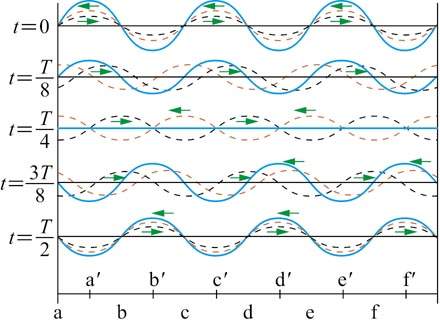 t=0
t=T/8
t=T/4
t=3T/8
t=T/2
a′ b′ c′ d′ e′ f′
a b c d e f